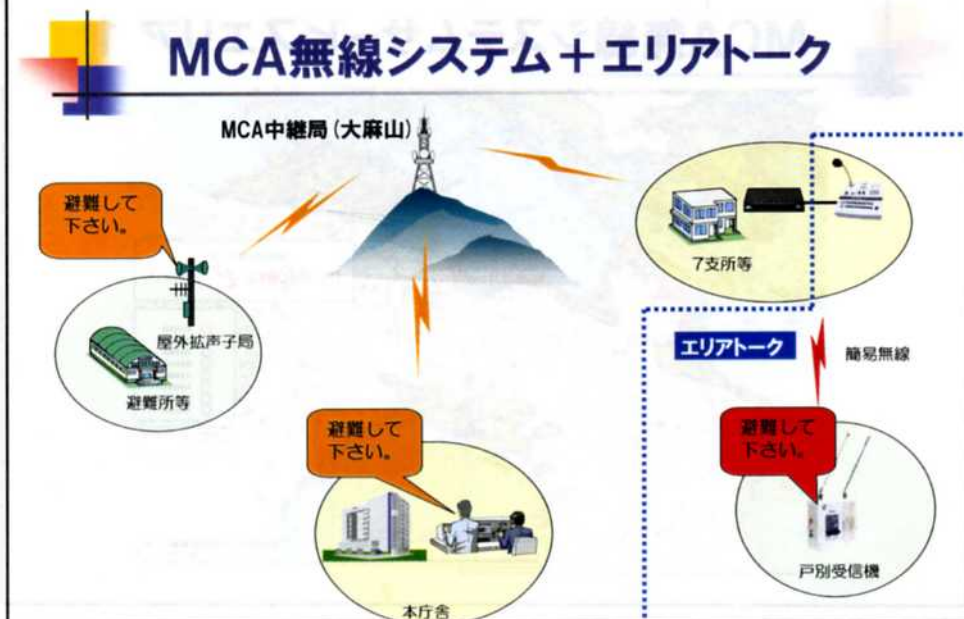 MCA無線システム＋エリアトーク
MCA中継局(大麻山)
避難して
下さい。
屋外拡声子局
避難所等
7支所等
エリアトーク
簡易無線
避難して
下さい。
本庁舎
避難して
下さい。
戸別受信機